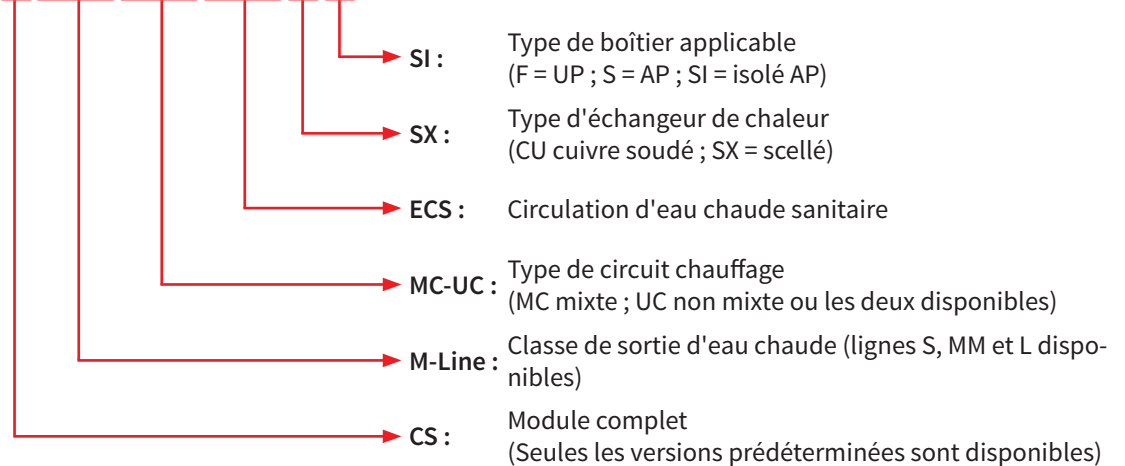 SI :
Type de boîtier applicable
(F = UP ; S = AP ; SI = isolé AP)
SX :
Type d'échangeur de chaleur
(CU cuivre soudé ; SX = scellé)
ECS :
Circulation d'eau chaude sanitaire
MC-UC :
Type de circuit chauffage
(MC mixte ; UC non mixte ou les deux disponibles)
M-Line :
Classe de sortie d'eau chaude (lignes S, MM et L dispo-
nibles)
CS :
Module complet
(Seules les versions prédéterminées sont disponibles)